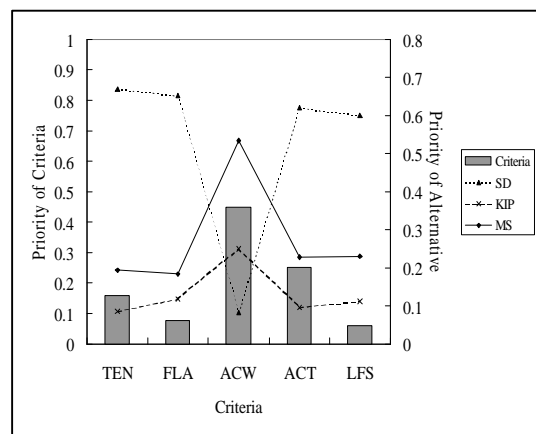 1
0.9
0.8
0.7
0.6
0.5
0.4
0.3
0.2
0.1
0
Priority of Criteria
0.8
0.7
0.6
0.5
0.4
0.3
0.2
0.1
0
Priority of Alternative
TEN FLA ACW ACT LFS
Criteria
Criteria
SD
KIP
MS